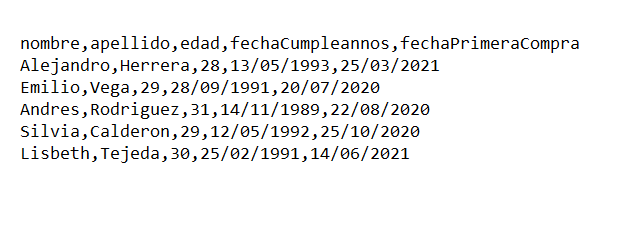 nombre,apellido,edad,fechaCumpleannos,fechaPrimeraCompra
Alejandro,Herrera,28,13/05/1993,25/03/2021
Emilio,Vega,29,28/09/1991,20/07/2020
Andres,Rodriguez,31,14/11/1989,22/08/2020
Silvia,Calderon,29,12/05/1992,25/10/2020
Lisbeth,Tejeda,30,25/02/1991,14/06/2021